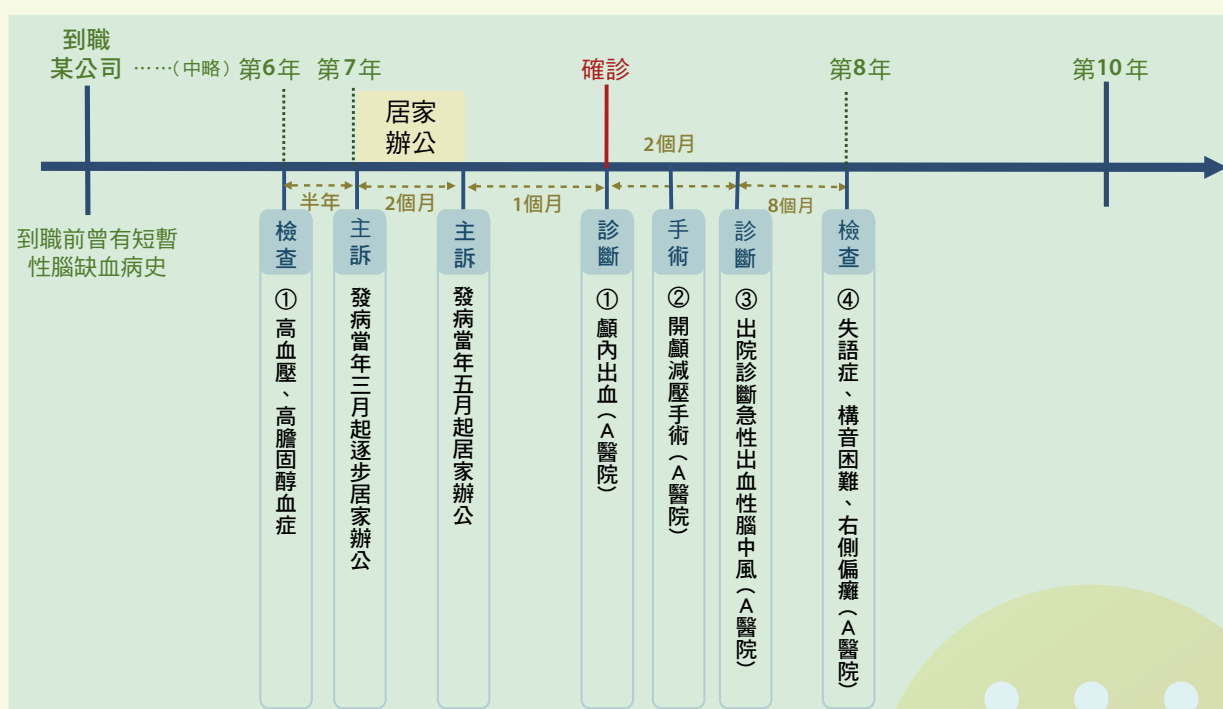 到職
某公司 ……(中略) 第6年 第7年 確診 第8年 第10年
居家
辦公
2個月
半年 2個月 1個月 8個月
到職前曾有短暫
性腦缺血病史
檢查
①高血壓、高膽固醇血症
主訴
發病當年三月起逐步居家辦公
主訴
發病當年五月起居家辦公
診斷
①顱內出血(A醫院)
手術
②開顱減壓手術(A醫院)
診斷
③出院診斷急性出血性腦中風(A醫院)
檢查
④失語症、構音困難、右側偏癱(A醫院)